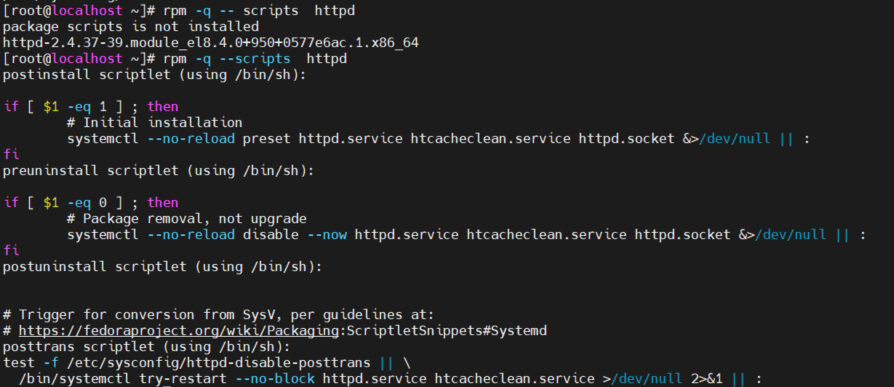 [root@localhost ~]# rpm -q -- scripts  httpd
package scripts is not installed
httpd-2.4.37-39.module_el8.4.0+950+0577e6ac.1.x86_64
[root@localhost ~]# rpm -q --scripts  httpd
postinstall scriptlet (using /bin/sh):

if [ $1 -eq 1 ] ; then
        # Initial installation
        systemctl --no-reload preset httpd.service htcacheclean.service httpd.socket &>/dev/null || :
fi
preuninstall scriptlet (using /bin/sh):

if [ $1 -eq 0 ] ; then
        # Package removal, not upgrade
        systemctl --no-reload disable --now httpd.service htcacheclean.service httpd.socket &>/dev/null || :
fi
postuninstall scriptlet (using /bin/sh):


# Trigger for conversion from SysV, per guidelines at:
# https://fedoraproject.org/wiki/Packaging:ScriptletSnippets#Systemd
posttrans scriptlet (using /bin/sh):
test -f /etc/sysconfig/httpd-disable-posttrans || \
  /bin/systemctl try-restart --no-block httpd.service htcacheclean.service >/dev/null 2>&1 || :